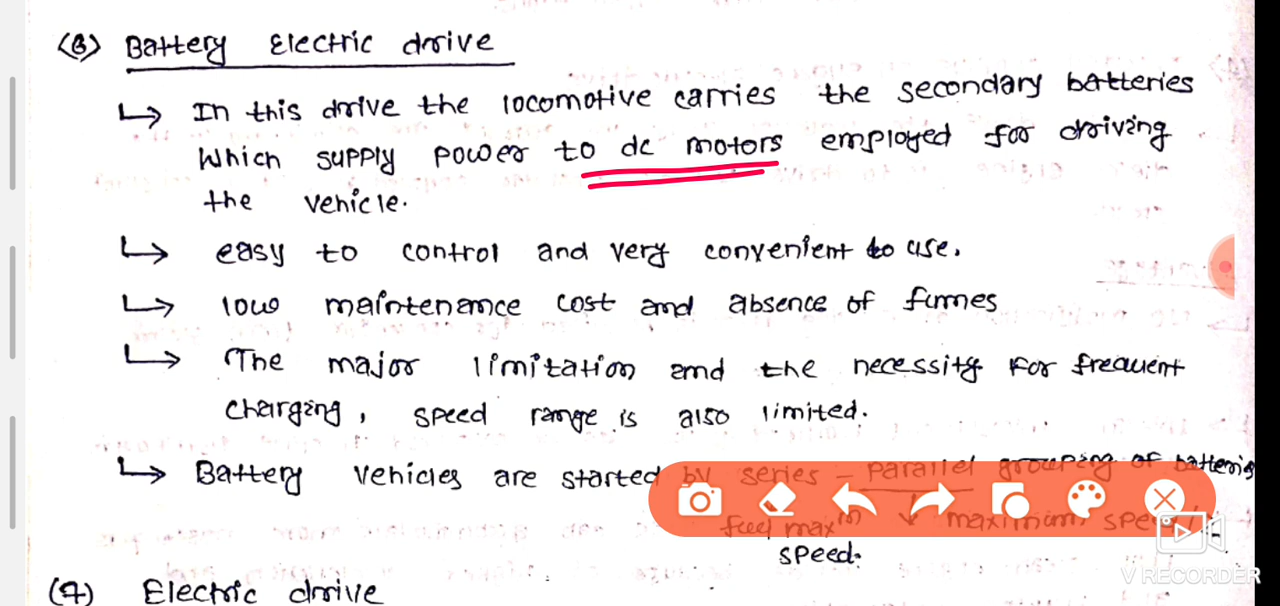 (3) Battery Electric drive
↳ In this drive the locomotive carries the secondary batteries
which supply power to dc motors employed for driving
the vehicle.
↳ easy to control and very convenient to use.
↳ low maintenance cost and absence of fumes
↳ The major limitation and the necessity for frequent
charging, speed range is also limited.
↳ Battery vehicles are started by series - parallel grouping of batteries
maximum
speed.
V RECORDER
(4) Electric drive